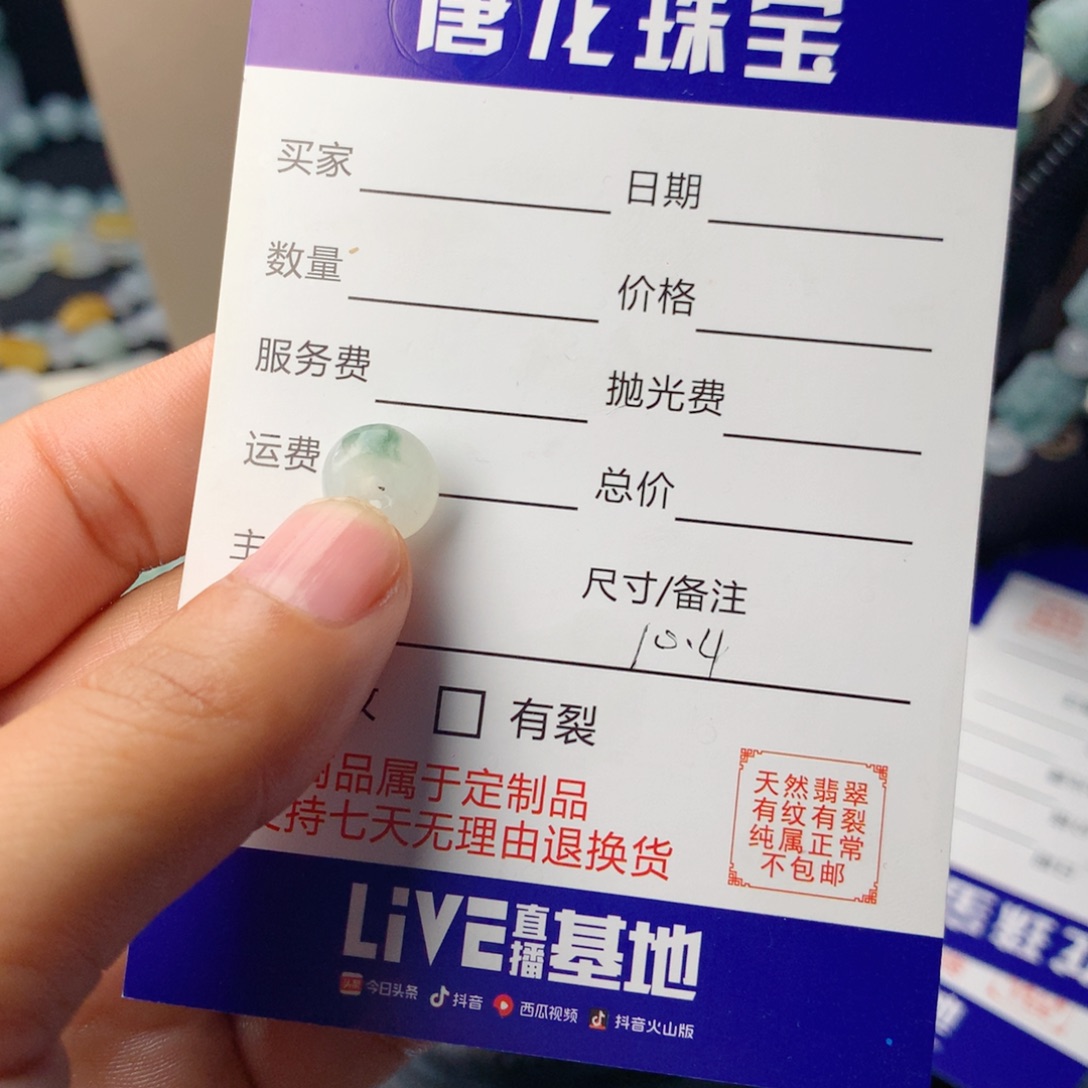 唐龙珠宝
买家 日期
数量 价格
服务费 抛光费
运费 总价
主
尺寸/备注
10.4
有裂
品属于定制品
持七天无理由退换货
天然翡翠
有纹有裂
纯属正常
不包邮
LiVE直播基地
今日头条 抖音 西瓜视频 抖音火山版